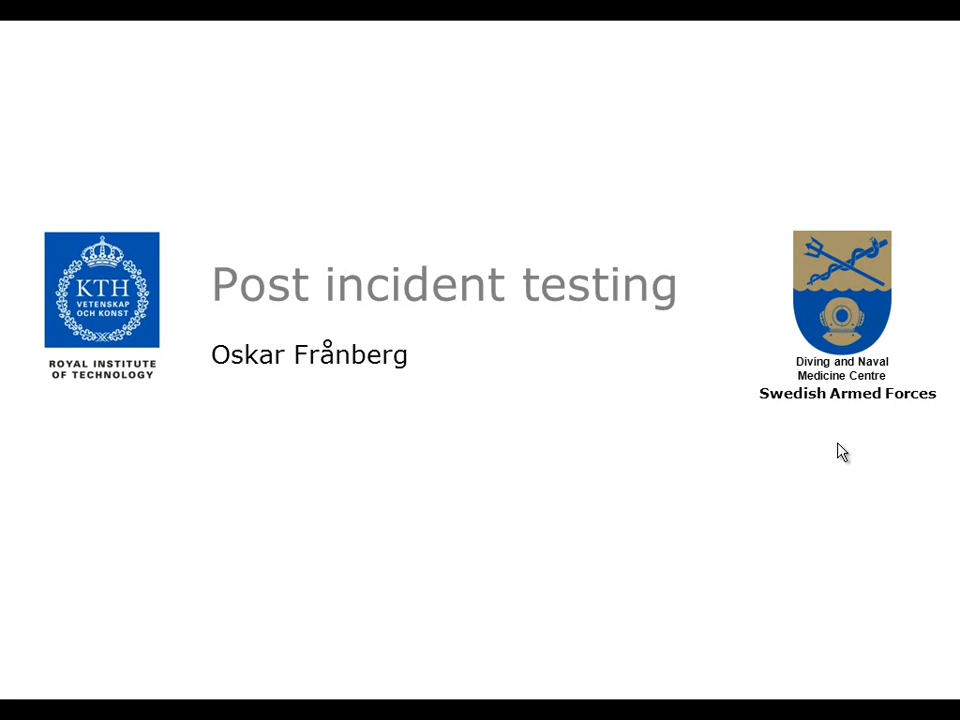 Post incident testing
Oskar Frånberg
KTH
VETENSKAP
OCH KONST
ROYAL INSTITUTE
OF TECHNOLOGY
Diving and Naval
Medicine Centre
Swedish Armed Forces